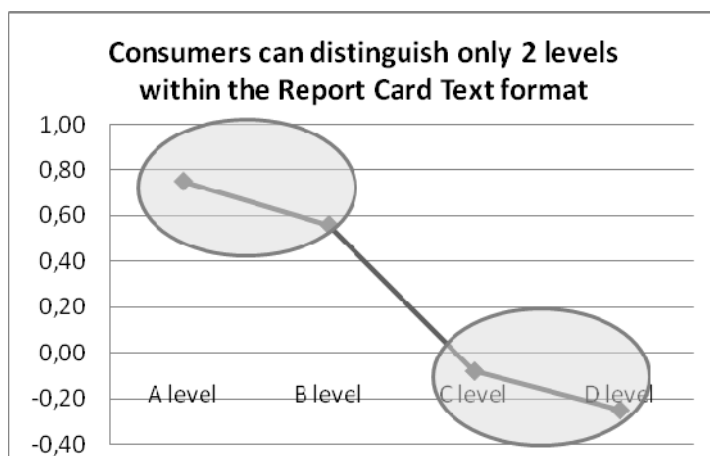 Consumers can distinguish only 2 levels
within the Report Card Text format
1,00
0,80
0,60
0,40
0,20
0,00
A level B level C level D level
-0,20
-0,40